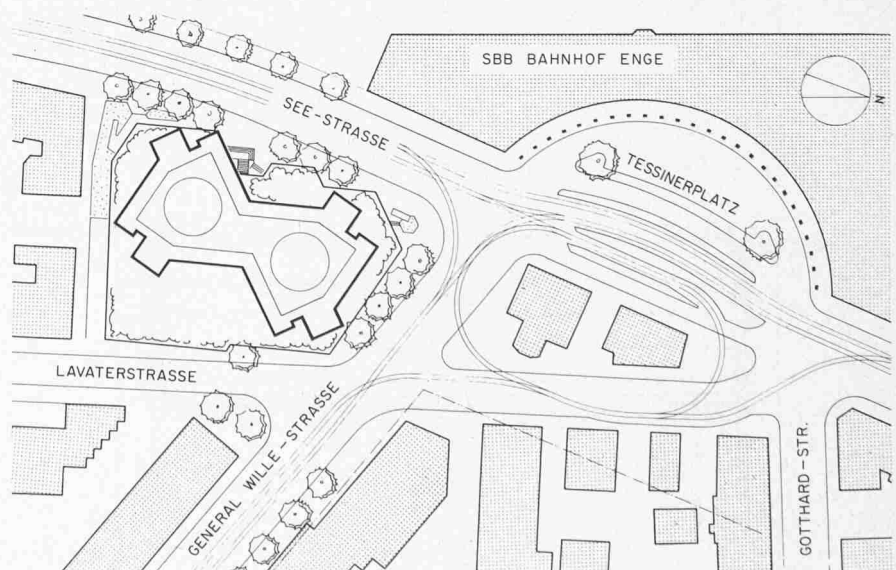 SBB BAHNHOF ENGE
SEE-STRASSE
TESSINERPLATZ
N
LAVATERSTRASSE
GENERAL WILLE-STRASSE
GOTTHARD-STR.